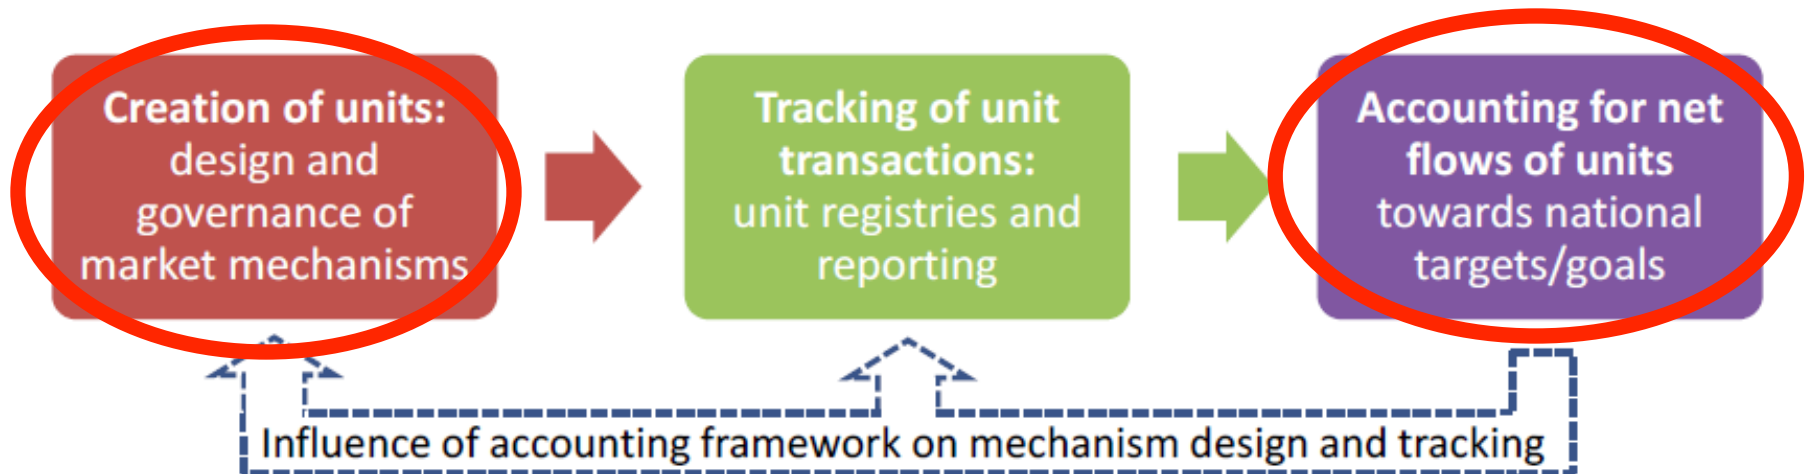 Creation of units:
design and
governance of
market mechanisms
Tracking of unit
transactions:
unit registries and
reporting
Accounting for net
flows of units
towards national
targets/goals
Influence of accounting framework on mechanism design and tracking